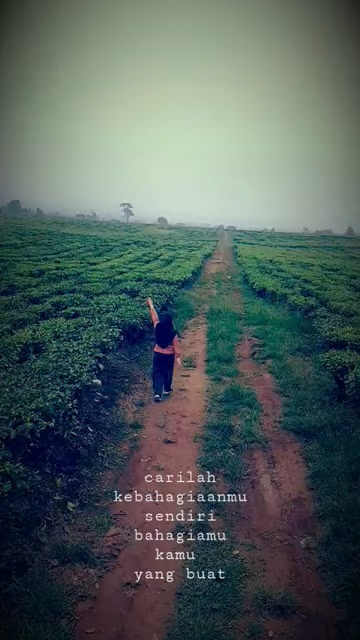 carilah
kebahagiaanmu
sendiri
bahagiamu
kamu
yang buat